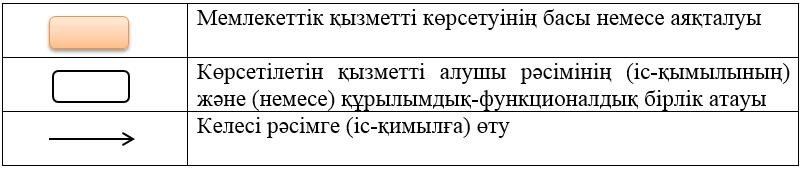 Мемлекеттік қызметті көрсетуінің басы немесе аяқталуы
Көрсетілетін қызметті алушы рәсімінің (іс-қымылының)
және (немесе) құрылымдық-функционалдық бірлік атауы
Келесі рәсімге (іс-қимылға) өту